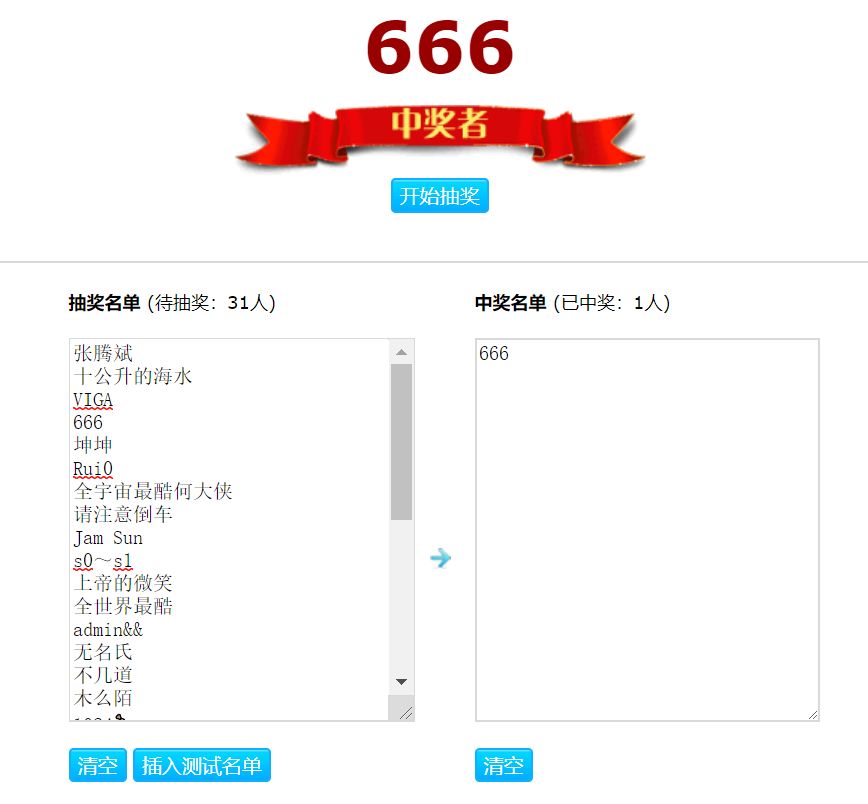 666
中奖者
开始抽奖
抽奖名单 (待抽奖：31人)
张腾斌
十公升的海水
VIGA
666
坤坤
Rui0
全宇宙最酷何大侠
请注意倒车
Jam Sun
s0～s1
上帝的微笑
全世界最酷
admin&&
无名氏
不几道
木么陌
清空 插入测试名单
中奖名单 (已中奖：1人)
666
清空